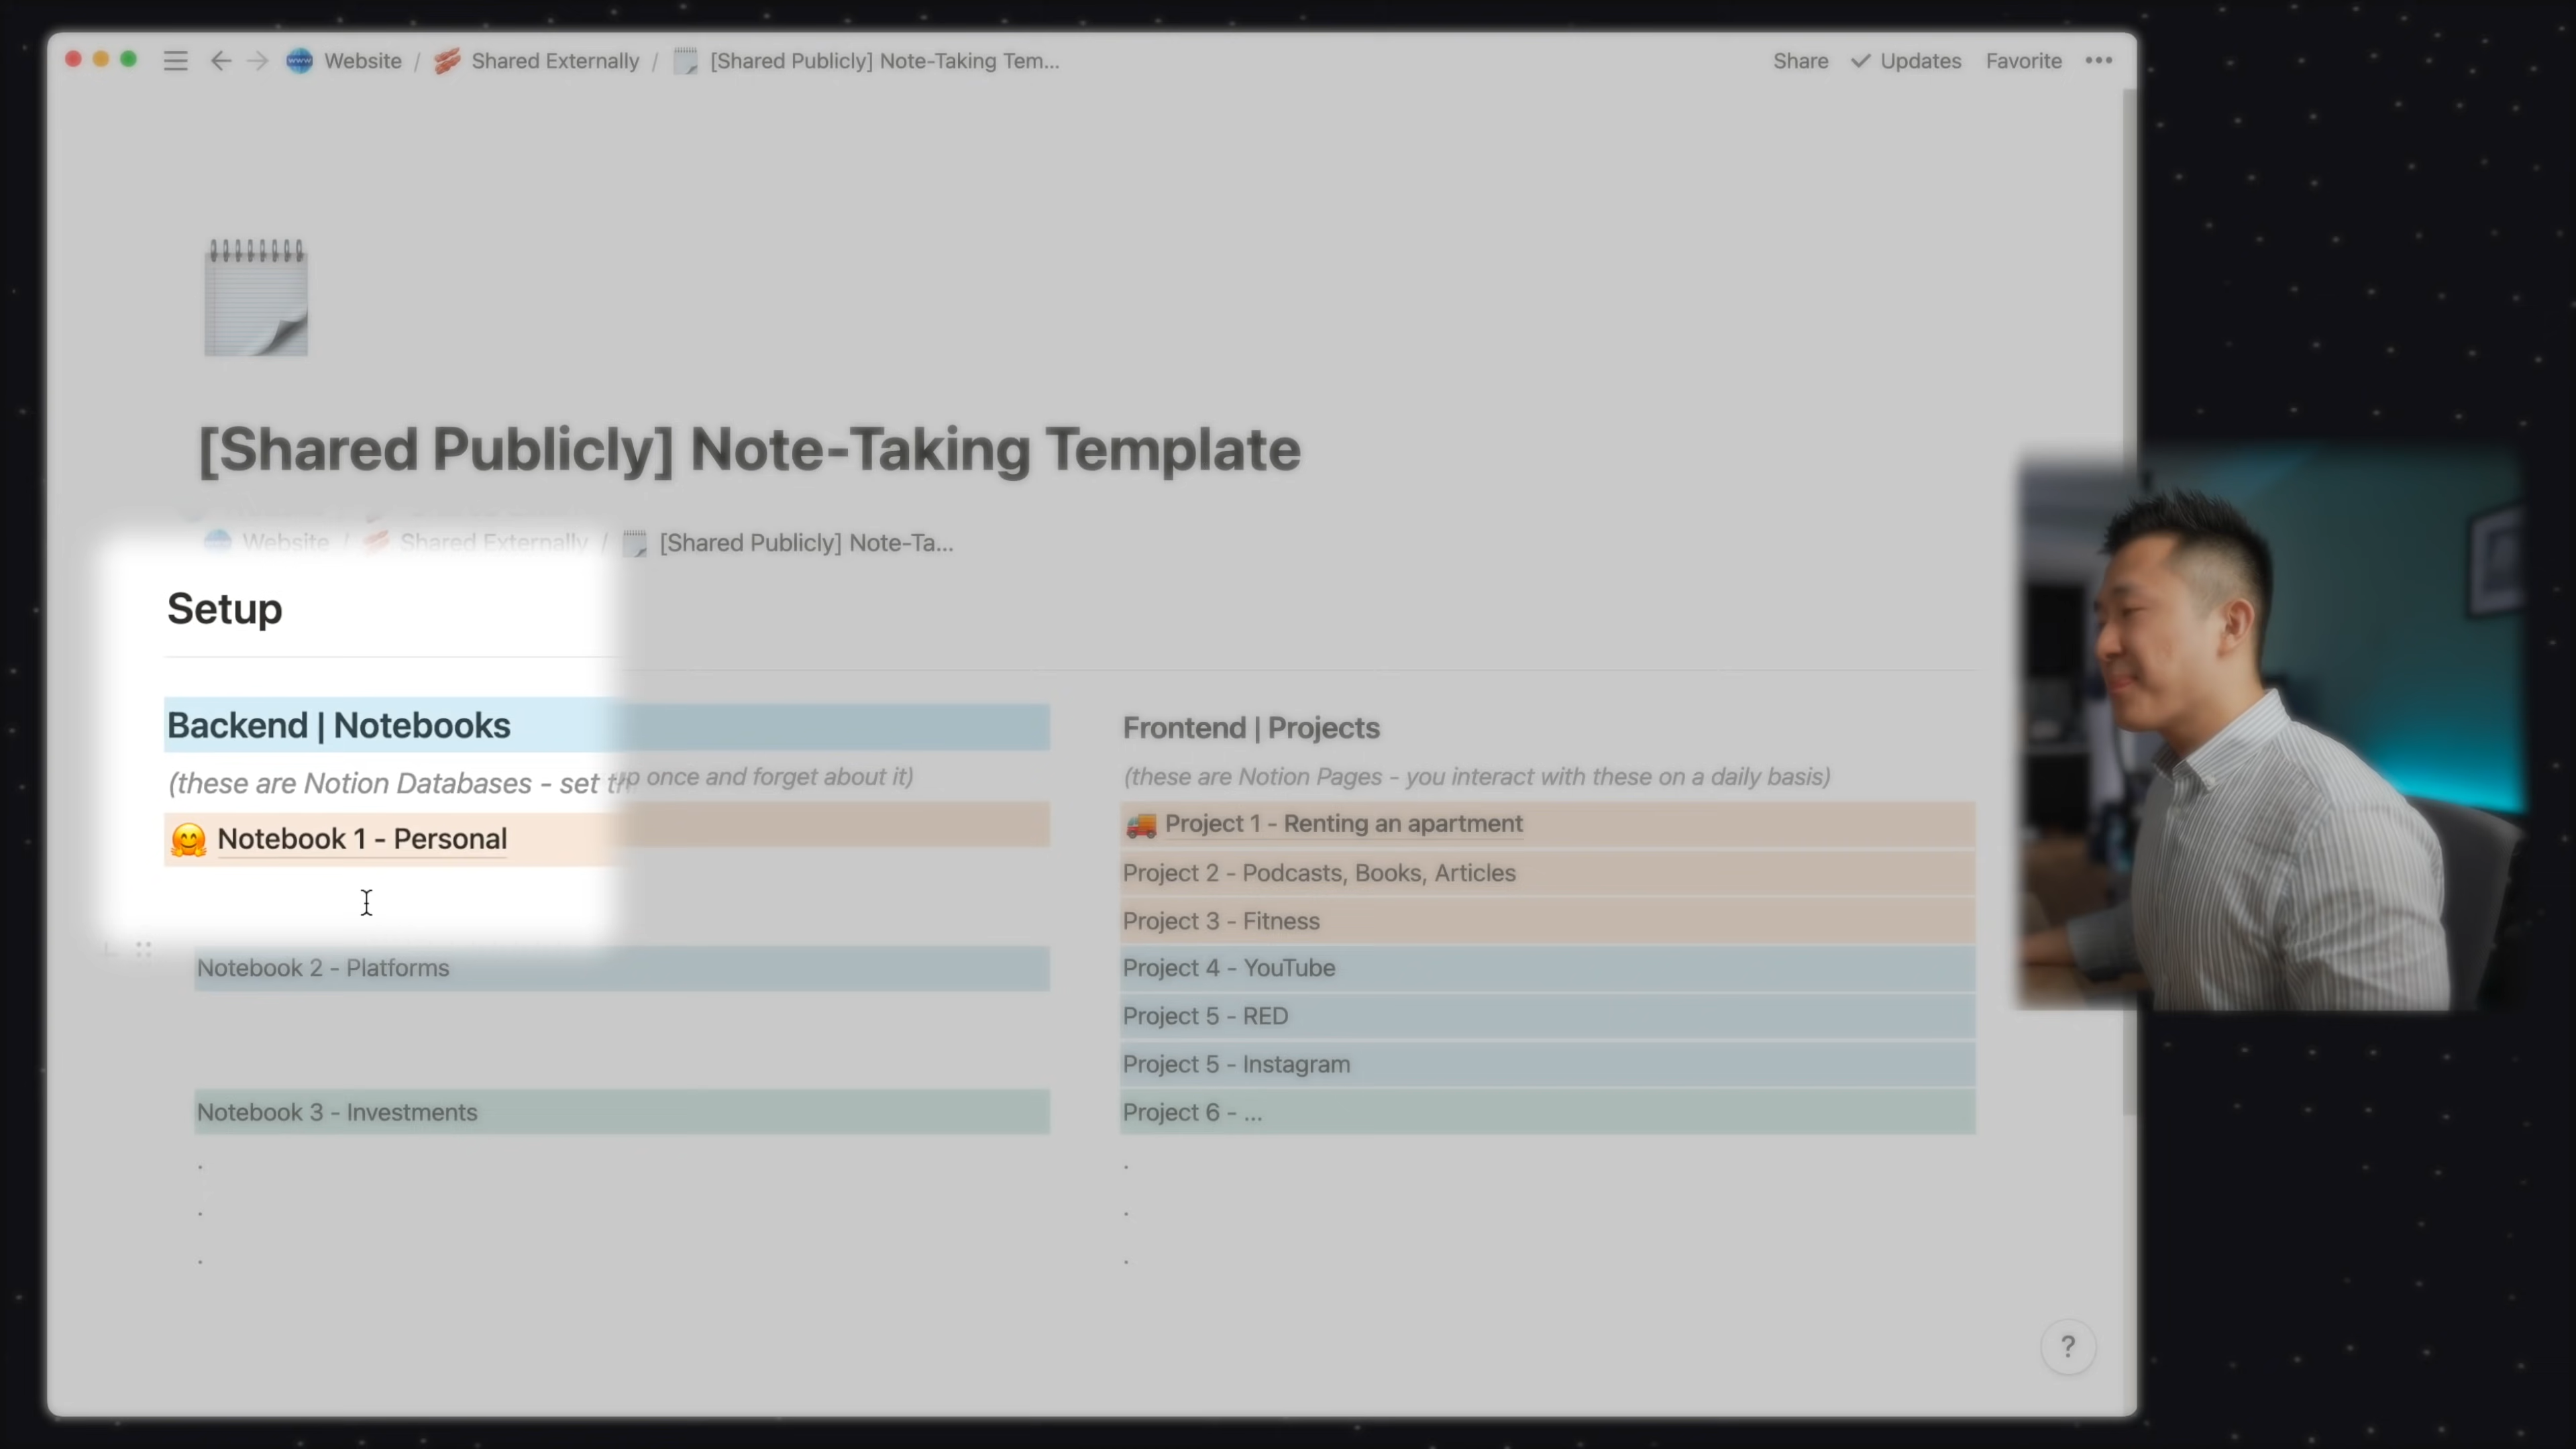 Website / Shared Externally / [Shared Publicly] Note-Taking Tem...
Share Updates Favorite •••
[Shared Publicly] Note-Taking Template
Website / Shared Externally / [Shared Publicly] Note-Ta...
Setup
Backend | Notebooks
(these are Notion Databases - set once and forget about it)
Notebook 1 - Personal
Notebook 2 - Platforms
Notebook 3 - Investments
.
.
.
Frontend | Projects
(these are Notion Pages - you interact with these on a daily basis)
Project 1 - Renting an apartment
Project 2 - Podcasts, Books, Articles
Project 3 - Fitness
Project 4 - YouTube
Project 5 - RED
Project 5 - Instagram
Project 6 - ...
.
.
.
?